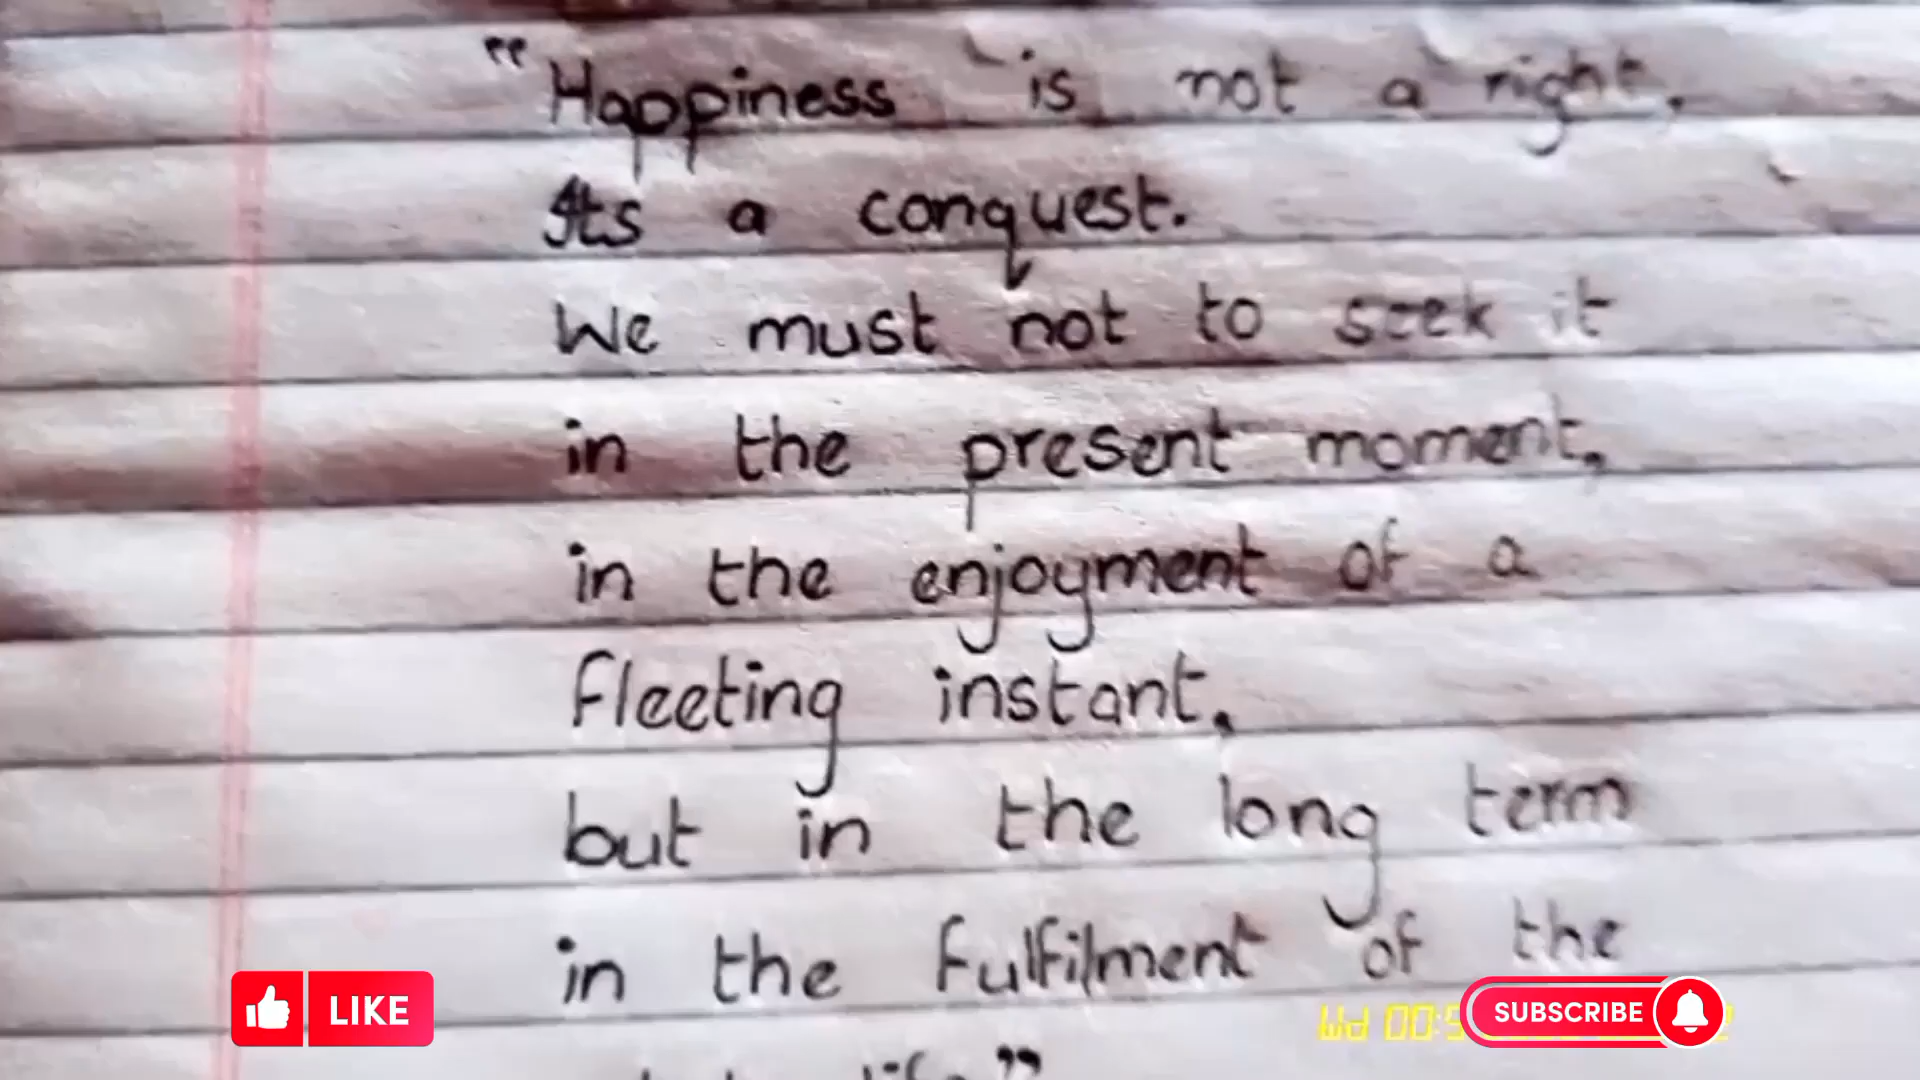 "Happiness is not a right,
Its a conquest.
We must not to seek it
in the present moment,
in the enjoyment of a
fleeting instant,
but in the long term
in the fulfilment of the
life"
LIKE
SUBSCRIBE